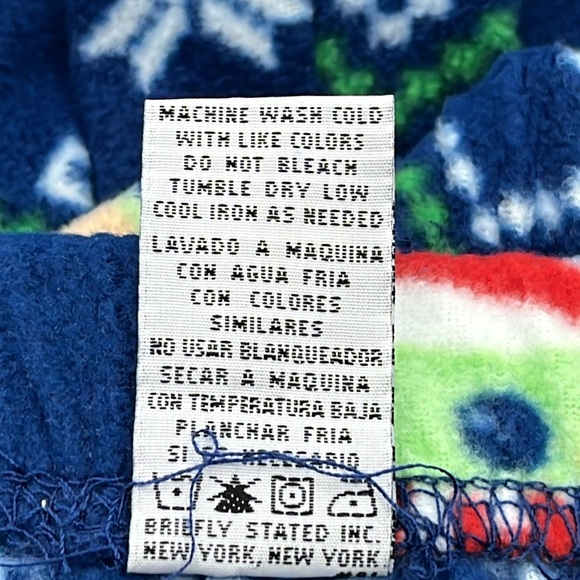 MACHINE WASH COLD
WITH LIKE COLORS
DO NOT BLEACH
TUMBLE DRY LOW
COOL IRON AS NEEDED
LAVADO A MAQUINA
CON AGUA FRIA
CON COLORES
SIMILARES
NO USAR BLANQUEADOR
SECAR A MAQUINA
CON TEMPERATURA BAJA
PLANCHAR FRIA
NECESARIO
BRIEFLY STATED INC.
NEW YORK, NEW YORK